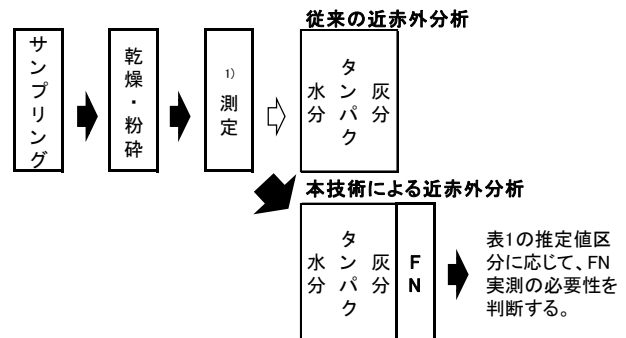 従来の近赤外分析
サンプリング
乾燥・粉砕
1)
測定
水分
タンパク
灰分
本技術による近赤外分析
水分
タンパク
灰分
FN
表1の推定値区
分に応じて、FN
実測の必要性を
判断する。